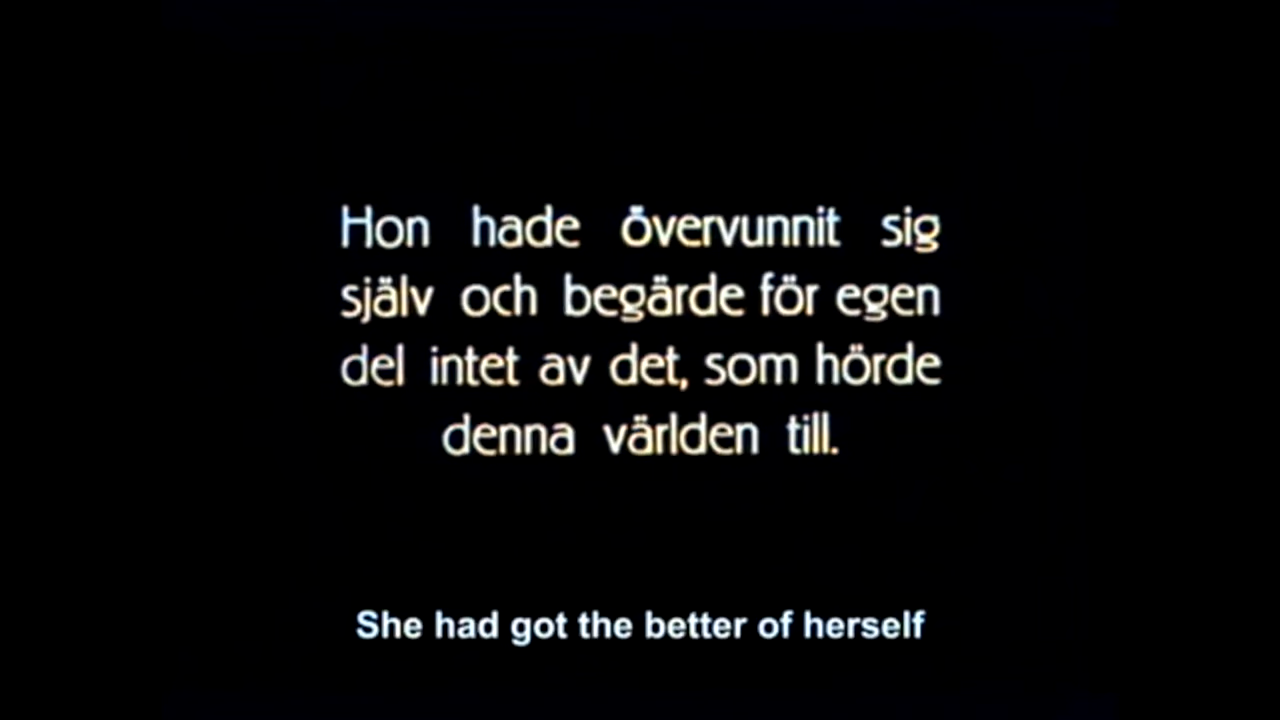 Hon hade övervunnit sig
själv och begärde för egen
del intet av det, som hörde
denna världen till.
She had got the better of herself